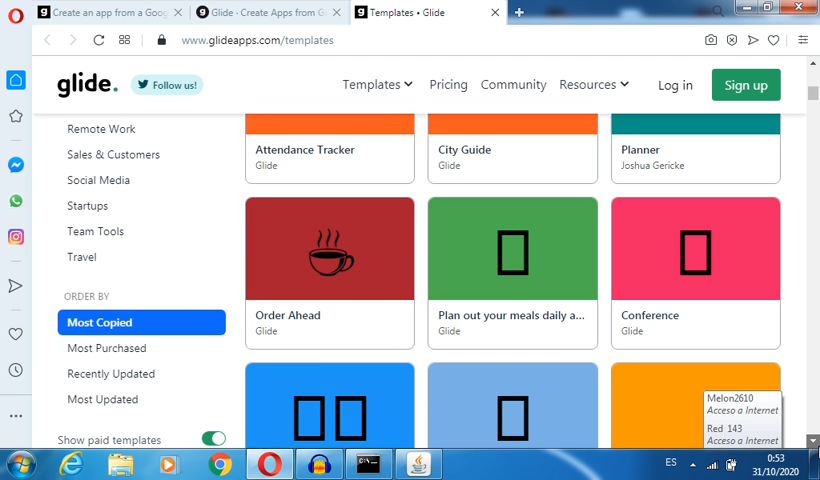 Create an app from a Goog
Glide · Create Apps from G
Templates • Glide
www.glideapps.com/templates
glide.
Follow us!
Templates
Pricing
Community
Resources
Log in
Sign up
Remote Work
Sales & Customers
Social Media
Startups
Team Tools
Travel
ORDER BY
Most Copied
Most Purchased
Recently Updated
Most Updated
Show paid templates
Attendance Tracker
Glide
City Guide
Glide
Planner
Joshua Gericke
Order Ahead
Glide
Plan out your meals daily a...
Glide
Conference
Glide
Melon2610
Acceso a Internet
Red 143
Acceso a Internet
C:\
ES
0:53
31/10/2020